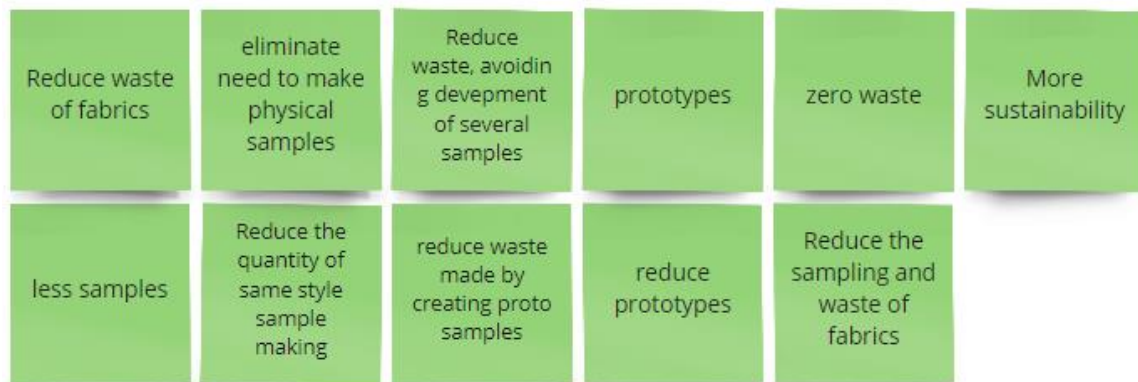 Reduce waste
of fabrics
eliminate
need to make
physical
samples
Reduce
waste, avoidin
g devepment
of several
samples
prototypes
zero waste
More
sustainability
less samples
Reduce the
quantity of
same style
sample
making
reduce waste
made by
creating proto
samples
reduce
prototypes
Reduce the
sampling and
waste of
fabrics